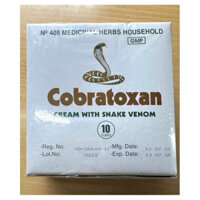 Nº 408 MEDICINAL HERBS HOUSEHOLD
GMP
Cobratoxan
CREAM WITH SNAKE VENOM
10
TUBES
-Reg. No: -Mfg. Date:
-Lot.No: -Exp. Date: